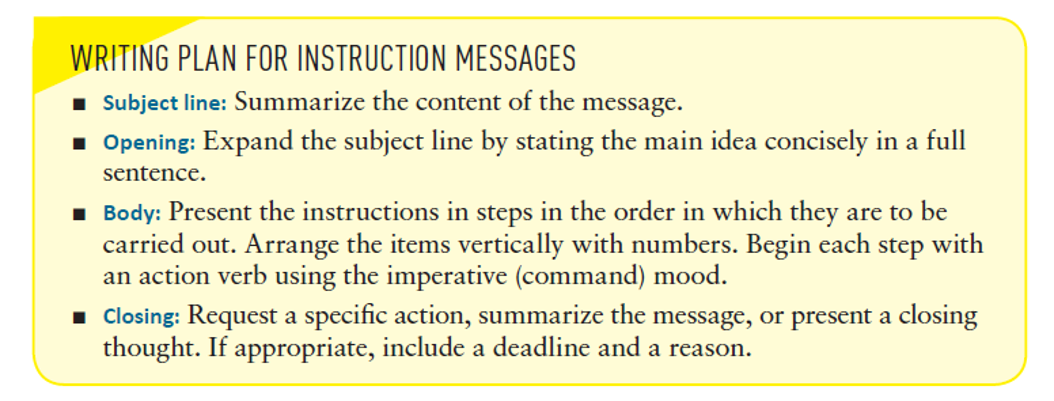 WRITING PLAN FOR INSTRUCTION MESSAGES
■ Subject line: Summarize the content of the message.
■ Opening: Expand the subject line by stating the main idea concisely in a full
sentence.
■ Body: Present the instructions in steps in the order in which they are to be
carried out. Arrange the items vertically with numbers. Begin each step with
an action verb using the imperative (command) mood.
■ Closing: Request a specific action, summarize the message, or present a closing
thought. If appropriate, include a deadline and a reason.